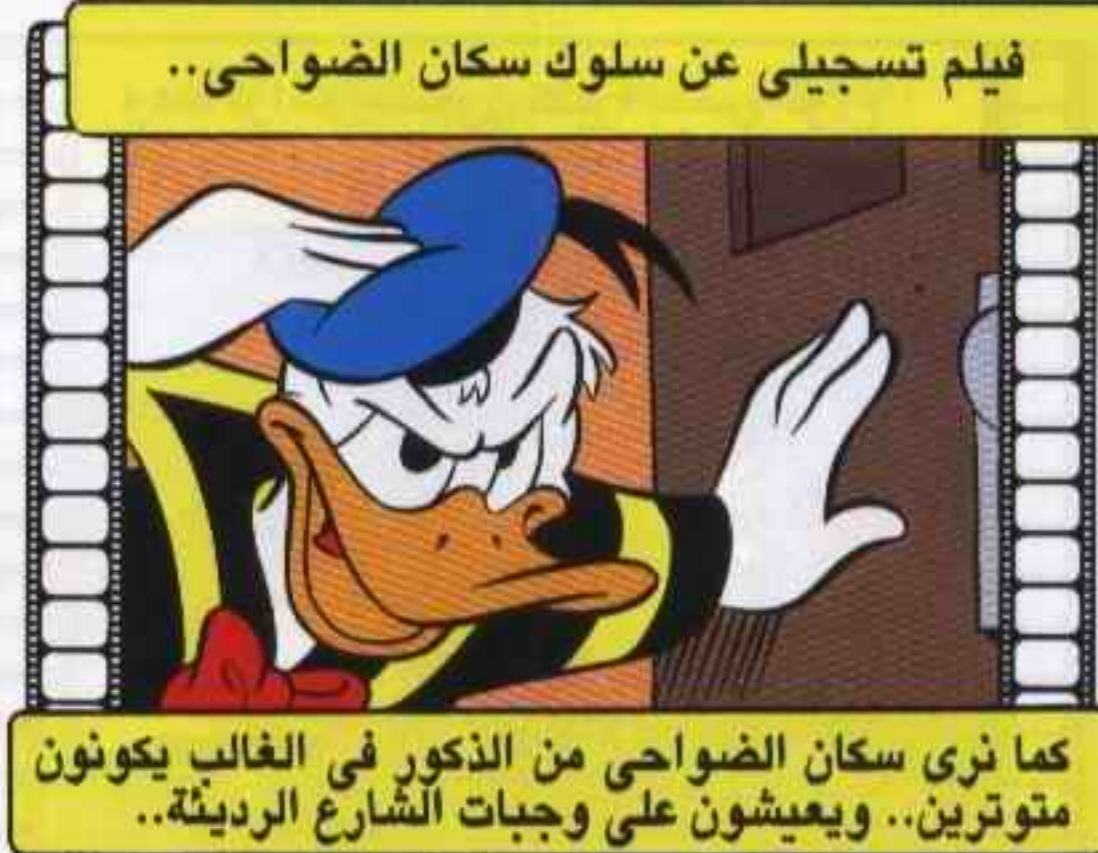 فيلم تسجيلى عن سلوك سكان الضواحى..
كما نرى سكان الضواحى من الذكور فى الغالب يكونون
متوترين.. ويعيشون على وجبات الشارع الرديئة..